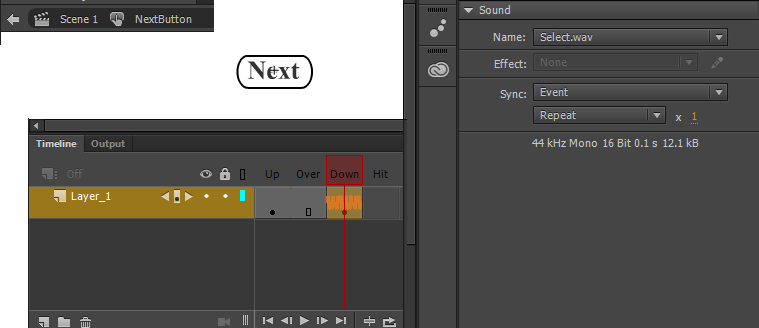 Scene 1 NextButton
Next
Timeline Output
Off Up Over Down Hit
Layer_1
Sound
Name: Select.wav
Effect: None
Sync: Event
Repeat x 1
44 kHz Mono 16 Bit 0.1 s 12.1 kB